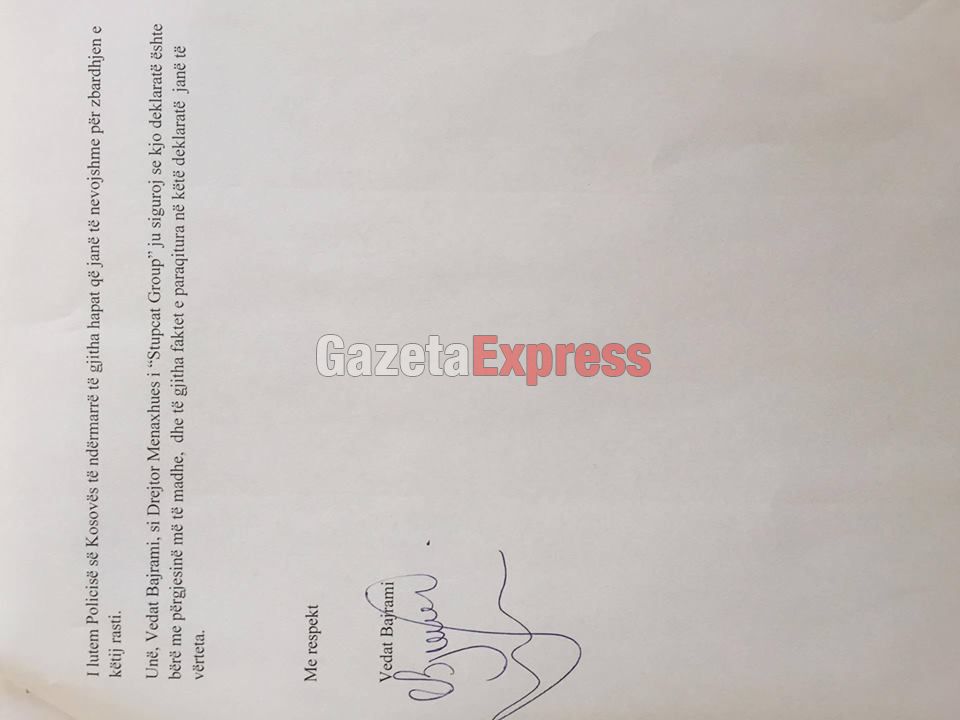 I lutem Policisë së Kosovës të ndërmarrë të gjitha hapat që janë të nevojshme për zbardhjen e
këtij rasti.
Unë, Vedat Bajrami, si Drejtor Menaxhues i “Stupcat Group” ju siguroj se kjo deklaratë është
bërë me përgjesinë më të madhe, dhe të gjitha faktet e paraqitura në këtë deklaratë janë të
vërteta.
Me respekt
Vedat Bajrami
GazetaExpress